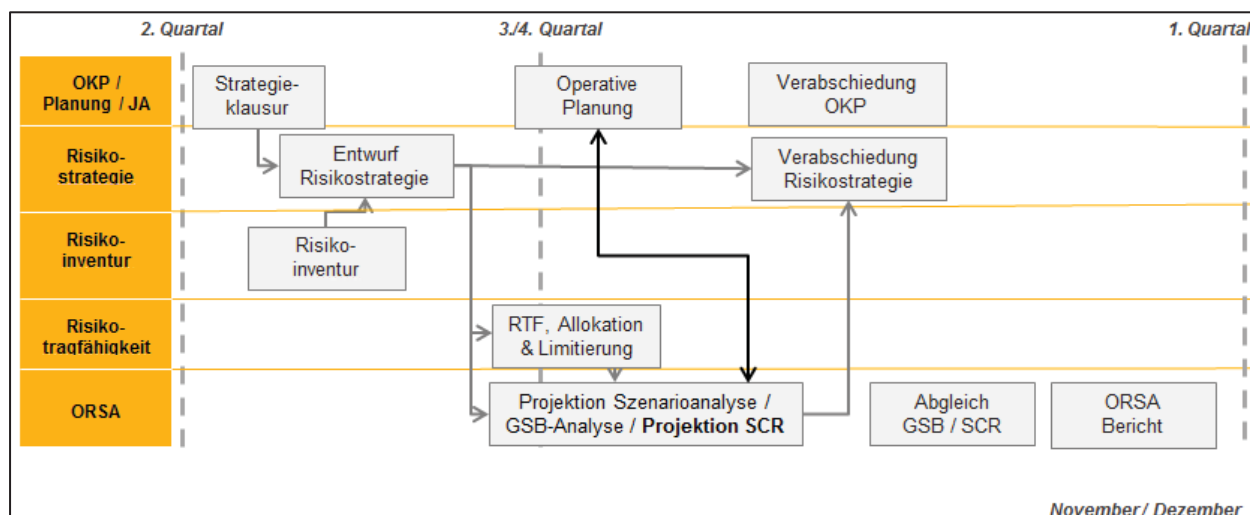 2. Quartal
3./4. Quartal
1. Quartal
OKP /
Planung / JA
Strategie-
klausur
Operative
Planung
Verabschiedung
OKP
Risiko-
strategie
Entwurf
Risikostrategie
Verabschiedung
Risikostrategie
Risiko-
inventur
Risiko-
inventur
Risiko-
tragfähigkeit
RTF, Allokation
& Limitierung
ORSA
Projektion Szenarioanalyse /
GSB-Analyse / Projektion SCR
Abgleich
GSB / SCR
ORSA
Bericht
November/ Dezember